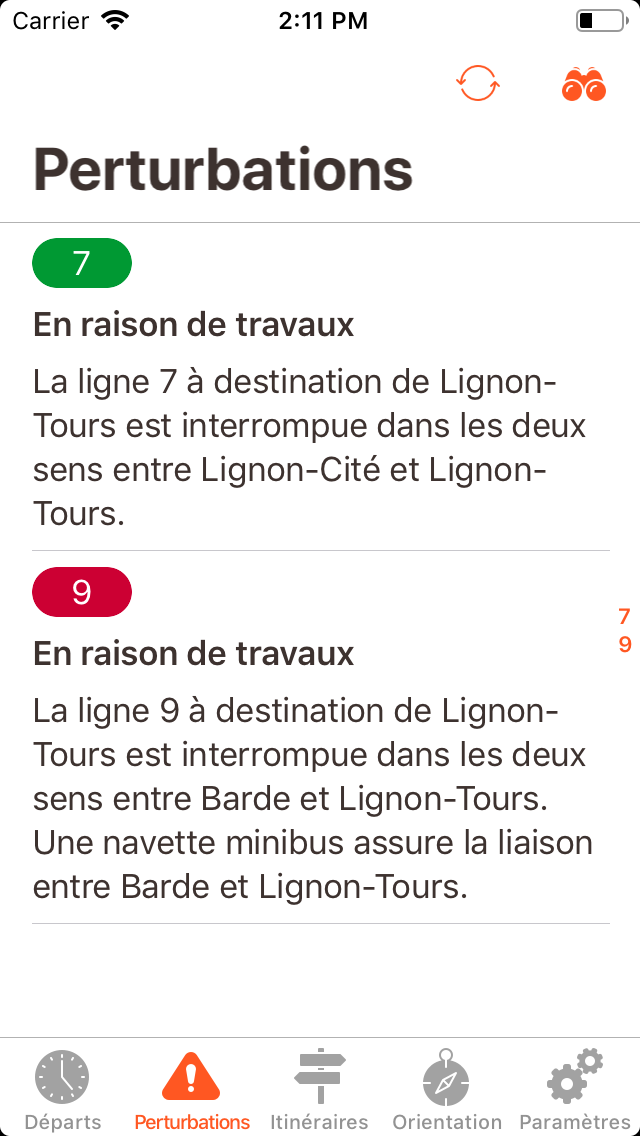 Carrier 2:11 PM
Perturbations
7
En raison de travaux
La ligne 7 à destination de Lignon-
Tours est interrompue dans les deux
sens entre Lignon-Cité et Lignon-
Tours.
9
En raison de travaux
La ligne 9 à destination de Lignon-
Tours est interrompue dans les deux
sens entre Barde et Lignon-Tours.
Une navette minibus assure la liaison
entre Barde et Lignon-Tours.
7
9
Départs Perturbations Itinéraires Orientation Paramètres